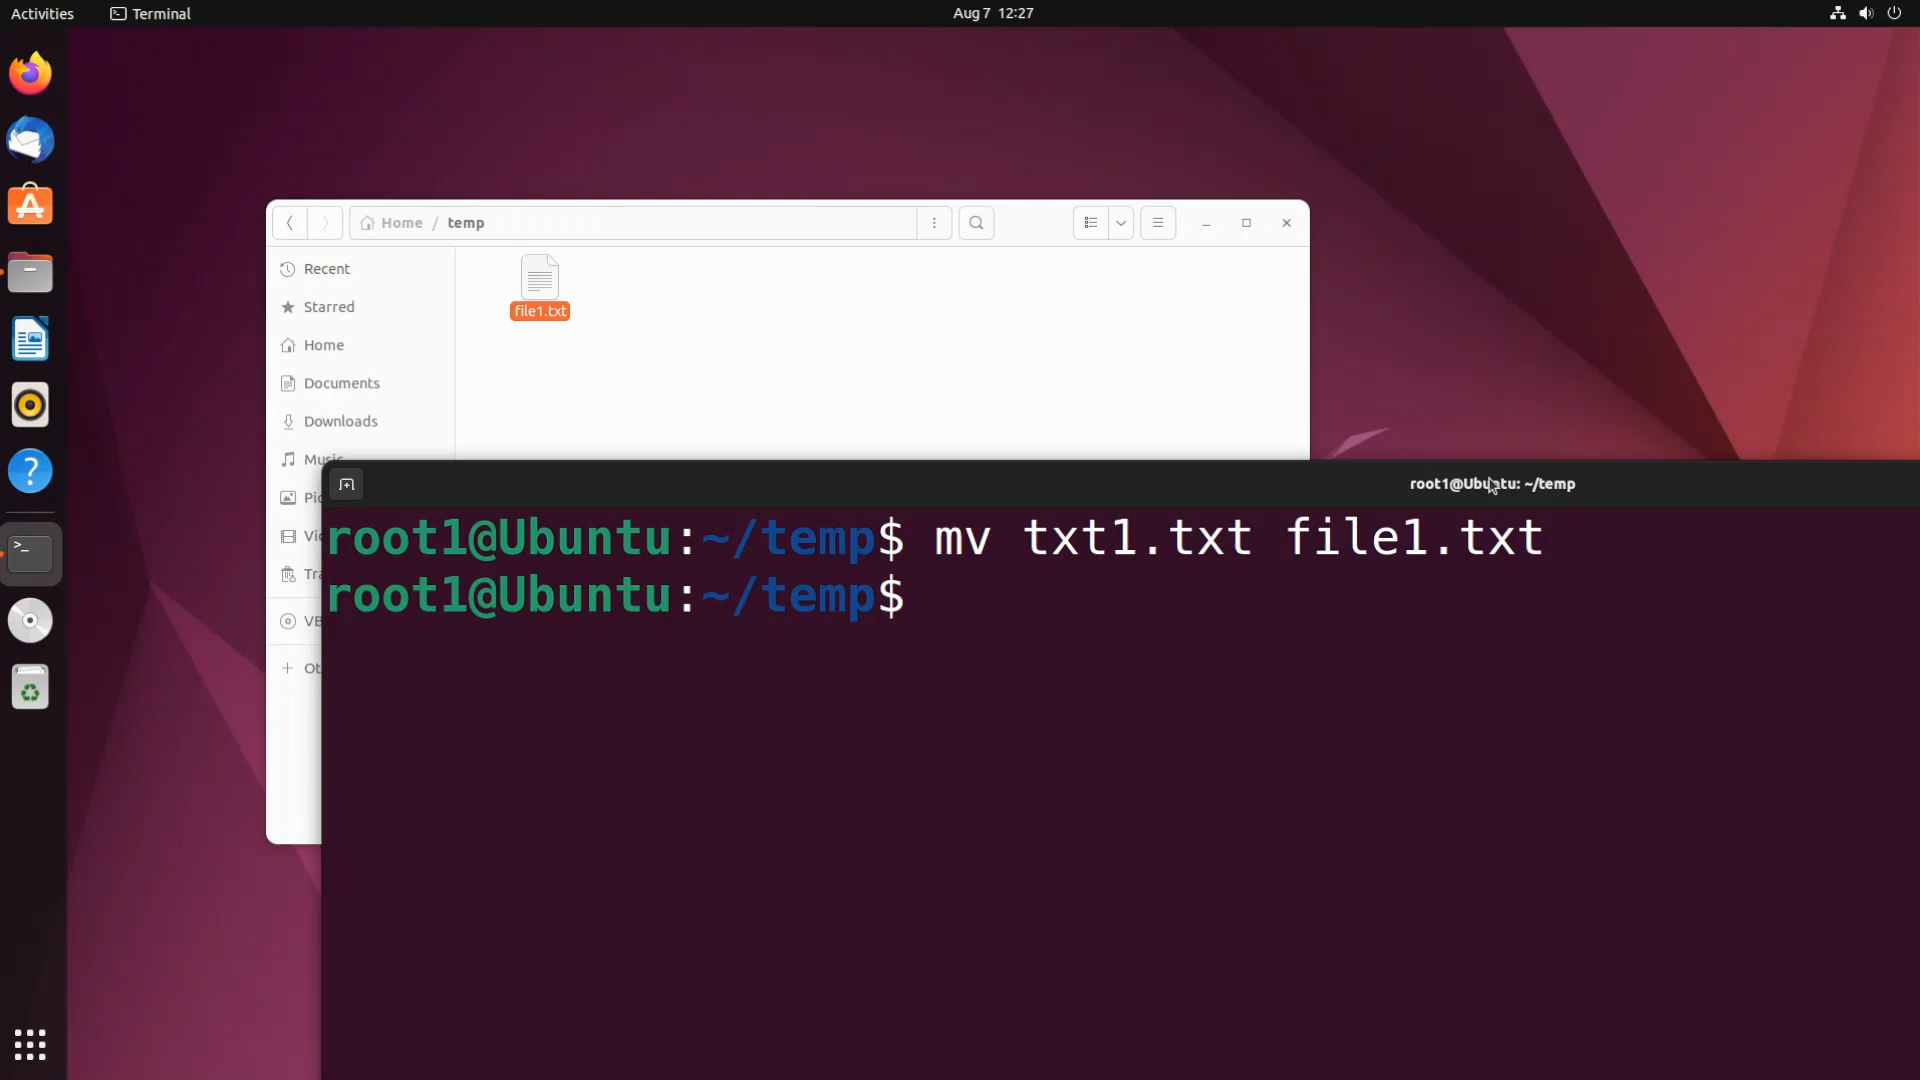 Activities Terminal Aug 7 12:27
Home / temp
Recent
file1.txt
Starred
Home
Documents
Downloads
Music
root1@Ubuntu: ~/temp
root1@Ubuntu:~/temp$ mv txt1.txt file1.txt
root1@Ubuntu:~/temp$